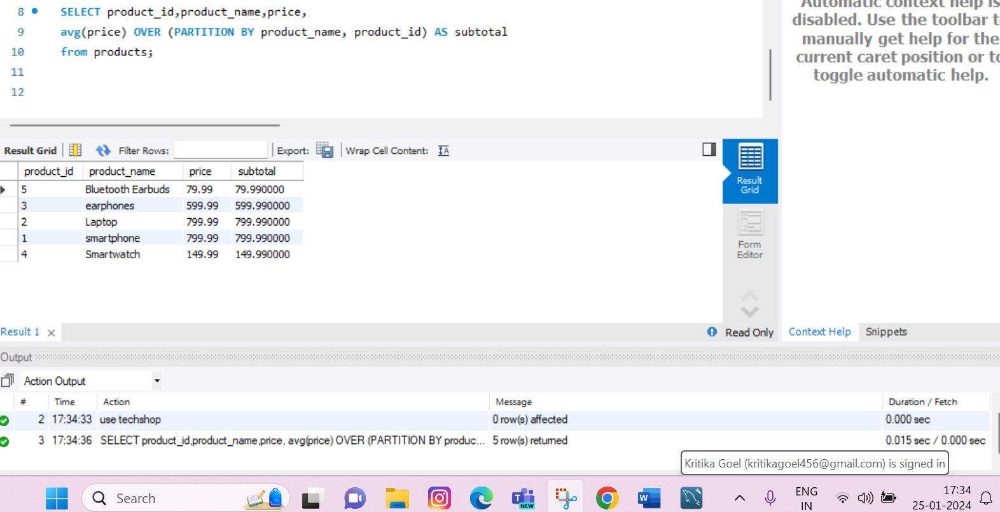 8 SELECT product_id,product_name,price,
9 avg(price) OVER (PARTITION BY product_name, product_id) AS subtotal
10 from products;
11
12
Automatic context help is
disabled. Use the toolbar to
manually get help for the
current caret position or to
toggle automatic help.
Result Grid Filter Rows: Export: Wrap Cell Content: IA
product_id product_name price subtotal
5 Bluetooth Earbuds 79.99 79.990000
3 earphones 599.99 599.990000
2 Laptop 799.99 799.990000
1 smartphone 799.99 799.990000
4 Smartwatch 149.99 149.990000
Result
Grid
Form
Editor
Result 1 Read Only Context Help Snippets
Output
Action Output
# Time Action Message Duration / Fetch
2 17:34:33 use techshop 0 row(s) affected 0.000 sec
3 17:34:36 SELECT product_id,product_name,price, avg(price) OVER (PARTITION BY produc... 5 row(s) returned 0.015 sec / 0.000 sec
Kritika Goel (kritikagoel456@gmail.com) is signed in
Search
NEW
ENG
IN
17:34
25-01-2024